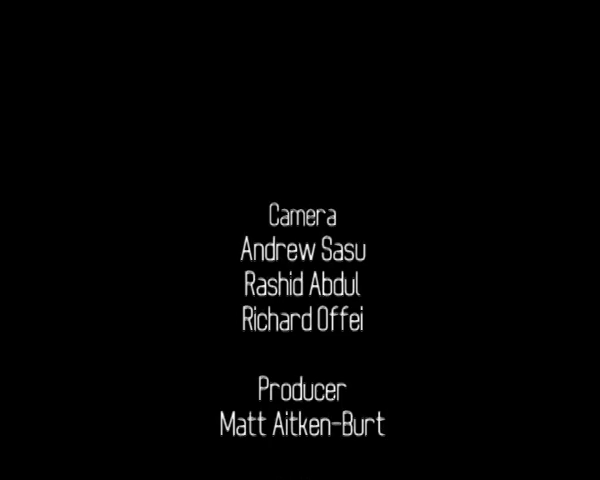 Camera
Andrew Sasu
Rashid Abdul
Richard Offei
Producer
Matt Aitken-Burt